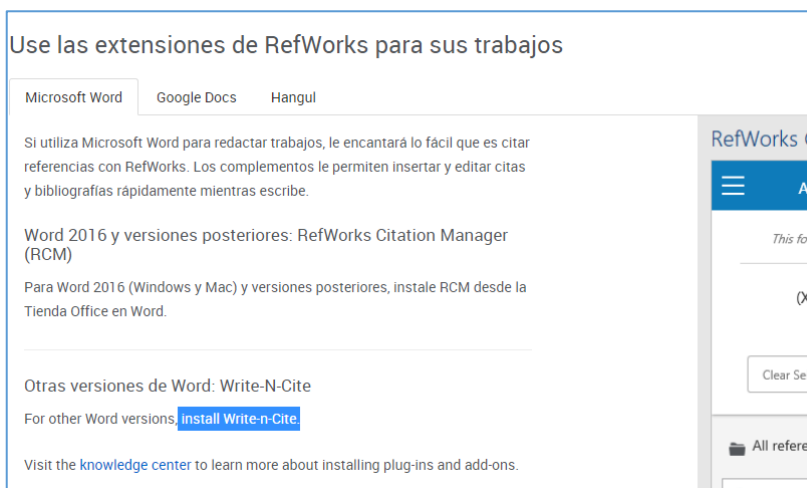 Use las extensiones de RefWorks para sus trabajos
Microsoft Word Google Docs Hangul
Si utiliza Microsoft Word para redactar trabajos, le encantará lo fácil que es citar
referencias con RefWorks. Los complementos le permiten insertar y editar citas
y bibliografías rápidamente mientras escribe.
Word 2016 y versiones posteriores: RefWorks Citation Manager
(RCM)
Para Word 2016 (Windows y Mac) y versiones posteriores, instale RCM desde la
Tienda Office en Word.
Otras versiones de Word: Write-N-Cite
For other Word versions, install Write-n-Cite.
Visit the knowledge center to learn more about installing plug-ins and add-ons.
RefWorks
This
Clear
All